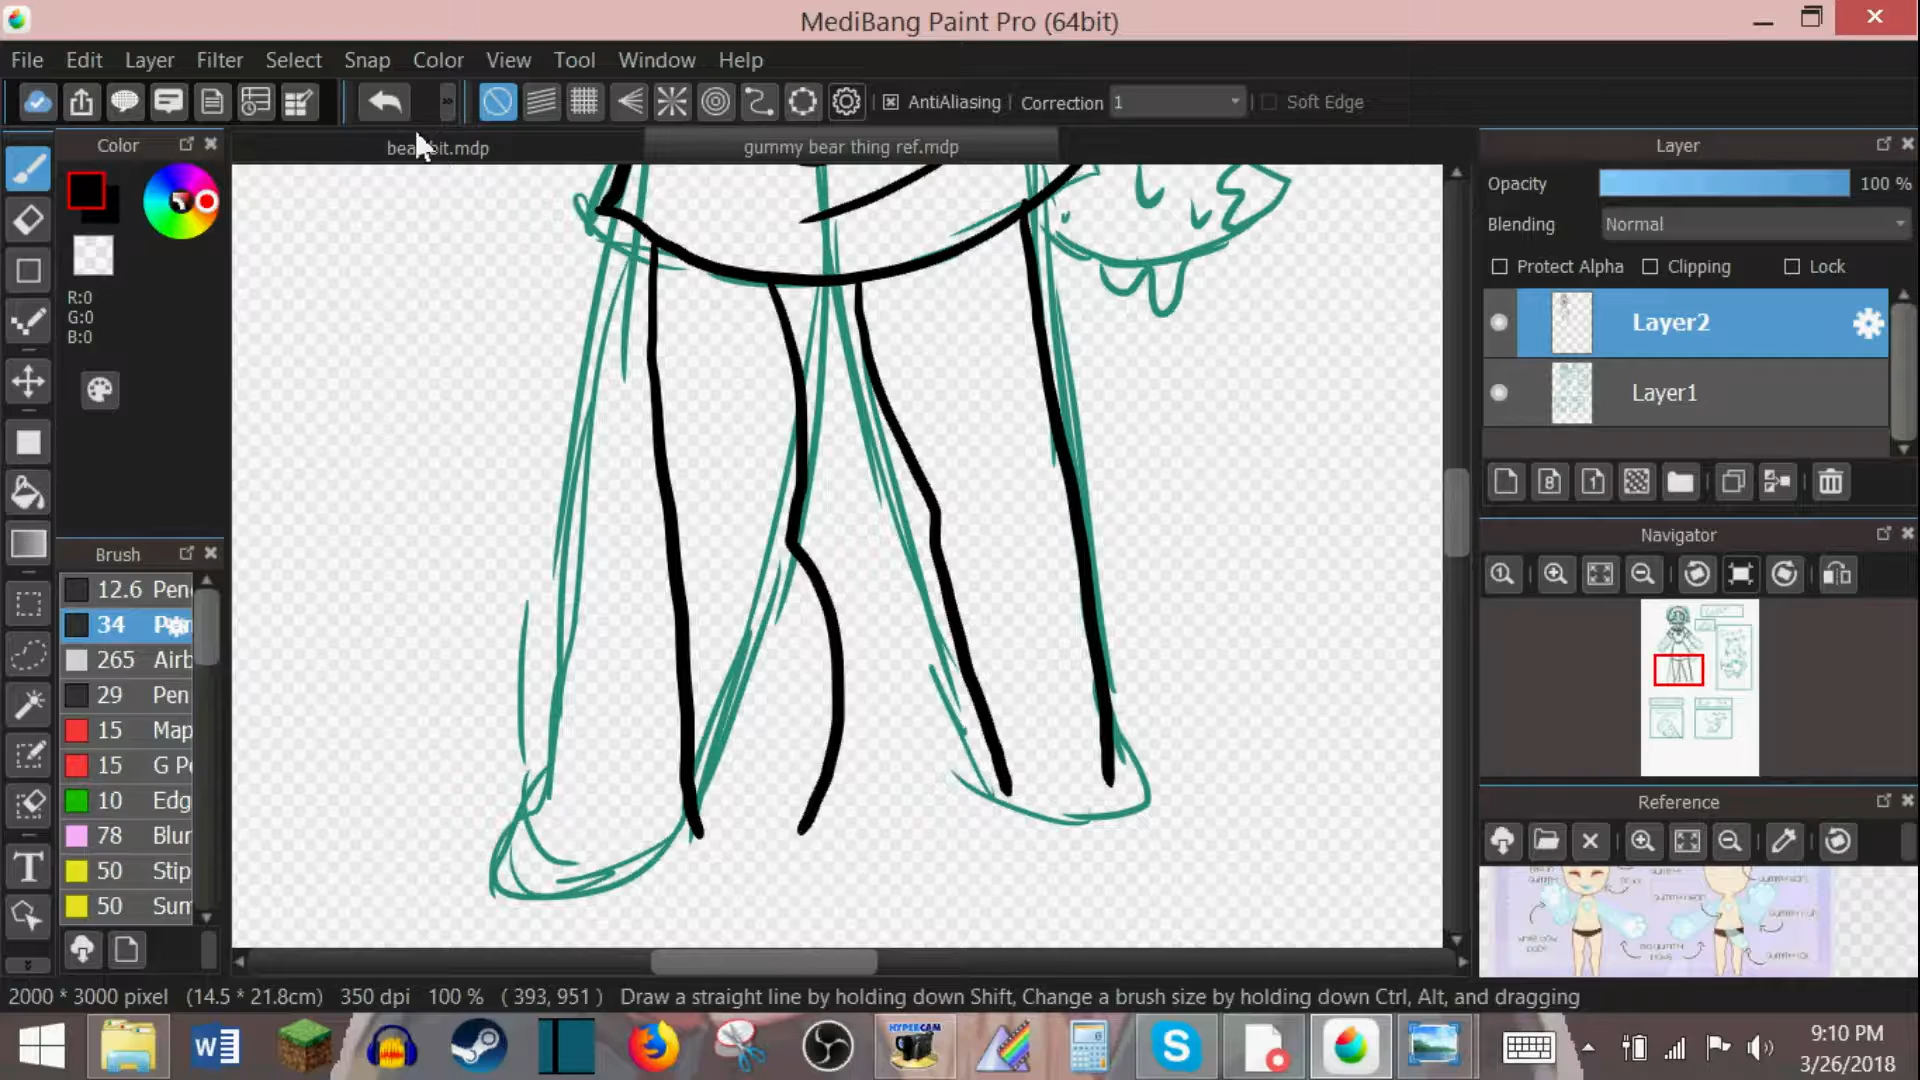 MediBang Paint Pro (64bit)
File Edit Layer Filter Select Snap Color View Tool Window Help
AntiAliasing Correction 1 Soft Edge
Color
bit.mdp
gummy bear thing ref.mdp
Layer
R:0
G:0
B:0
Opacity 100 %
Blending Normal
Protect Alpha Clipping Lock
Layer2
Layer1
Brush
12.6 Pen
34
265 Airb
29 Pen
15 Map
15 G Pe
10 Edg
78 Blur
50 Stip
50 Sum
T
Navigator
Reference
2000 * 3000 pixel (14.5 * 21.8cm) 350 dpi 100 % ( 393, 951 ) Draw a straight line by holding down Shift, Change a brush size by holding down Ctrl, Alt, and dragging
HYPERCAM
9:10 PM
3/26/2018